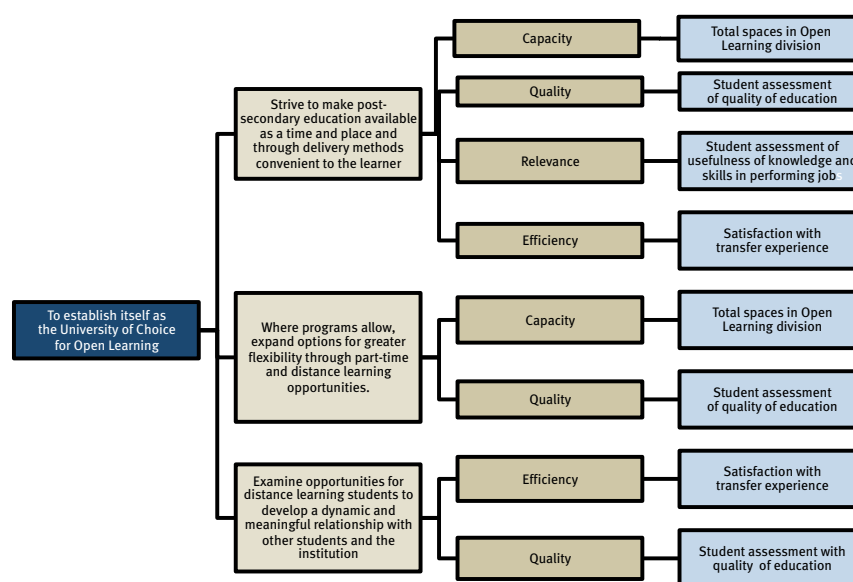 To establish itself as
the University of Choice
for Open Learning
Strive to make post-
secondary education available
as a time and place and
through delivery methods
convenient to the learner
Capacity
Total spaces in Open
Learning division
Quality
Student assessment
of quality of education
Relevance
Student assessment of
usefulness of knowledge and
skills in performing jobs
Efficiency
Satisfaction with
transfer experience
Where programs allow,
expand options for greater
flexibility through part-time
and distance learning
opportunities.
Capacity
Total spaces in Open
Learning division
Quality
Student assessment
of quality of education
Examine opportunities for
distance learning students to
develop a dynamic and
meaningful relationship with
other students and the
institution
Efficiency
Satisfaction with
transfer experience
Quality
Student assessment with
quality of education